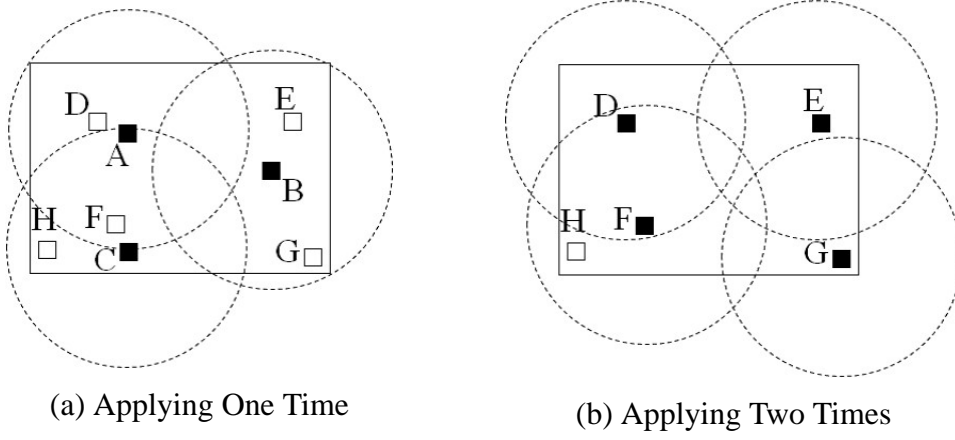 D
E
A
B
H
F
C
G
D
E
H
F
G
(a) Applying One Time
(b) Applying Two Times